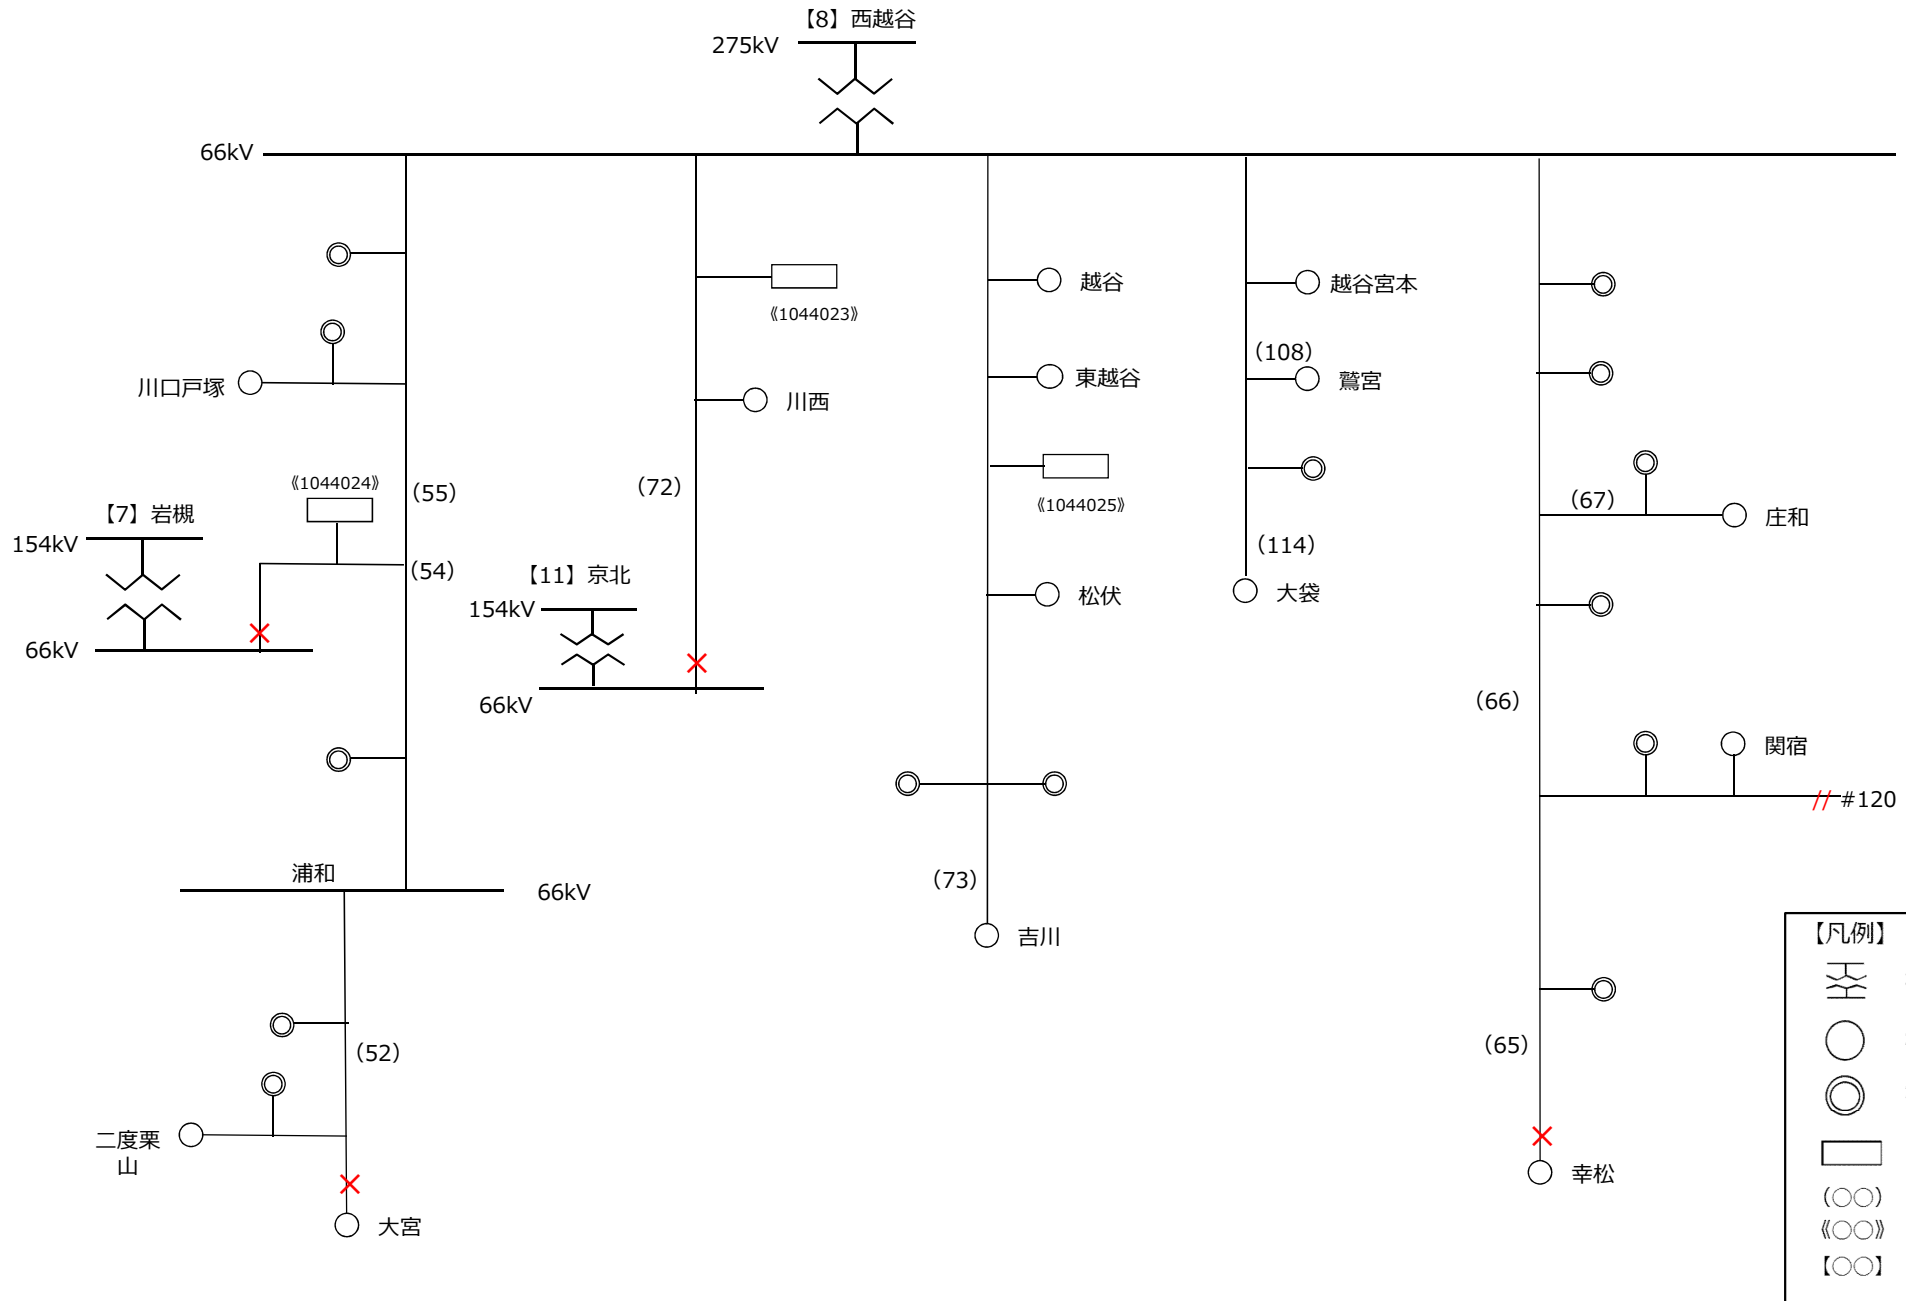 【8】西越谷
275kV
66kV
越谷
越谷宮本
《1044023》
(108)
東越谷
鷲宮
川口戸塚
川西
《1044024》
(55)
(72)
《1044025》
(67)
庄和
【7】岩槻
154kV
(54)
(114)
【11】京北
154kV
松伏
大袋
66kV
66kV
(66)
関宿
#120
浦和
66kV
(73)
吉川
【凡例】
(52)
(65)
二度栗
山
幸松
大宮
(○○)
《○○》
【○○】